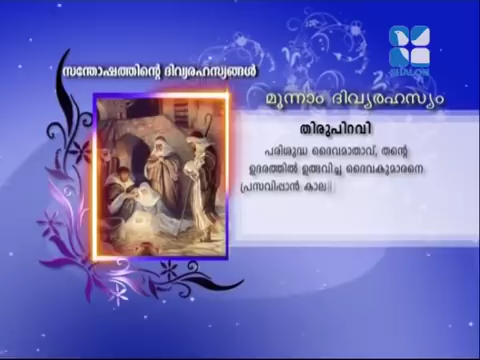 SHALOM
സന്തോഷത്തിന്റെ ദിവ്യരഹസ്യങ്ങൾ
മൂന്നാം ദിവ്യരഹസ്യം
തിരുപിറവി
പരിശുദ്ധ ദൈവമാതാവ്, തന്റെ
ഉദരത്തിൽ ഉത്ഭവിച്ച ദൈവകുമാരനെ
പ്രസവിപ്പാൻ കാല